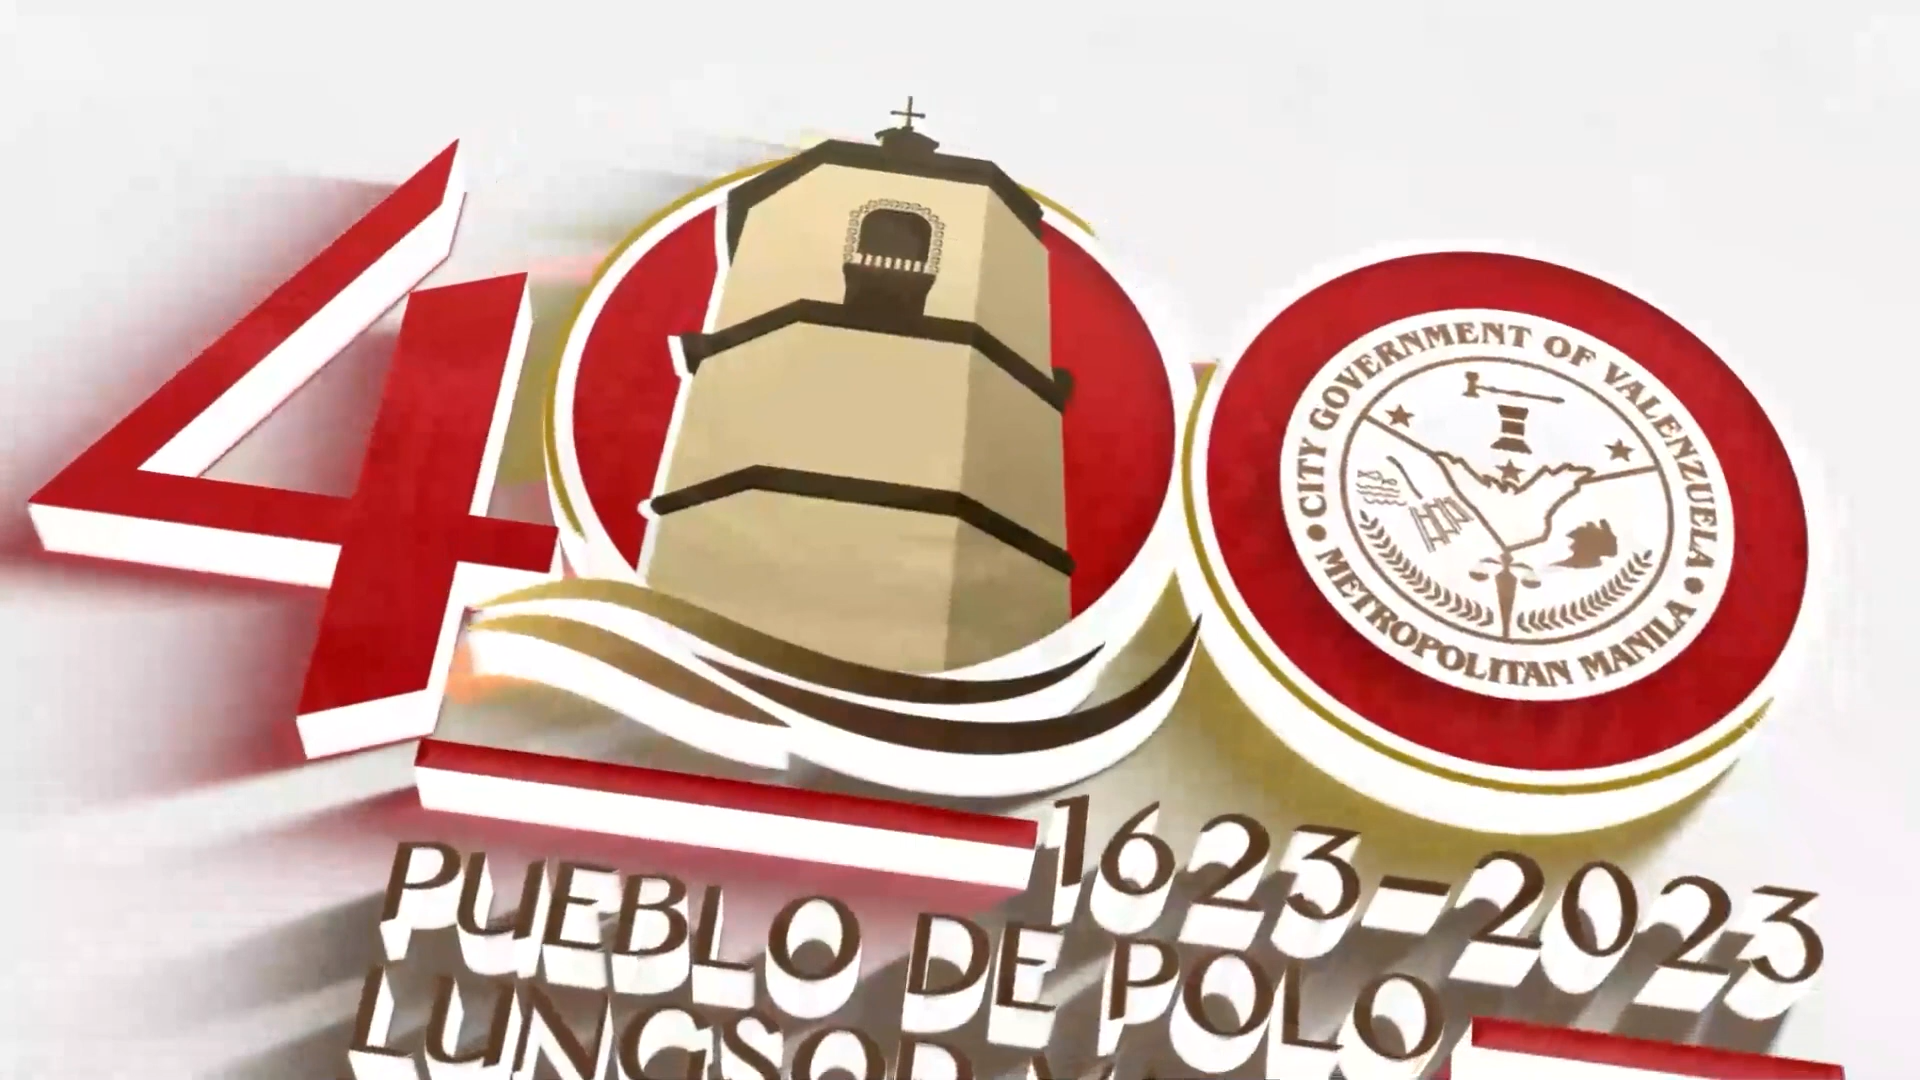 400
CITY GOVERNMENT OF VALENZUELA
METROPOLITAN MANILA
1623-2023
PUEBLO DE POLO
LUNGSOD